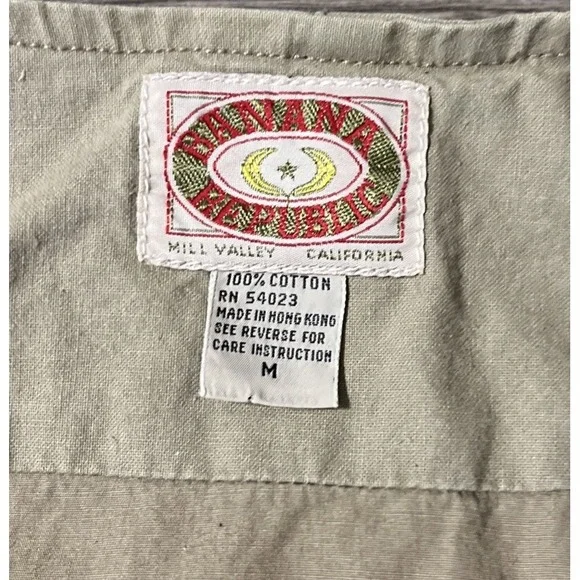 BANANA
REPUBLIC
MILL VALLEY CALIFORNIA
100% COTTON
RN 54023
MADE IN HONG KONG
SEE REVERSE FOR
CARE INSTRUCTION
M